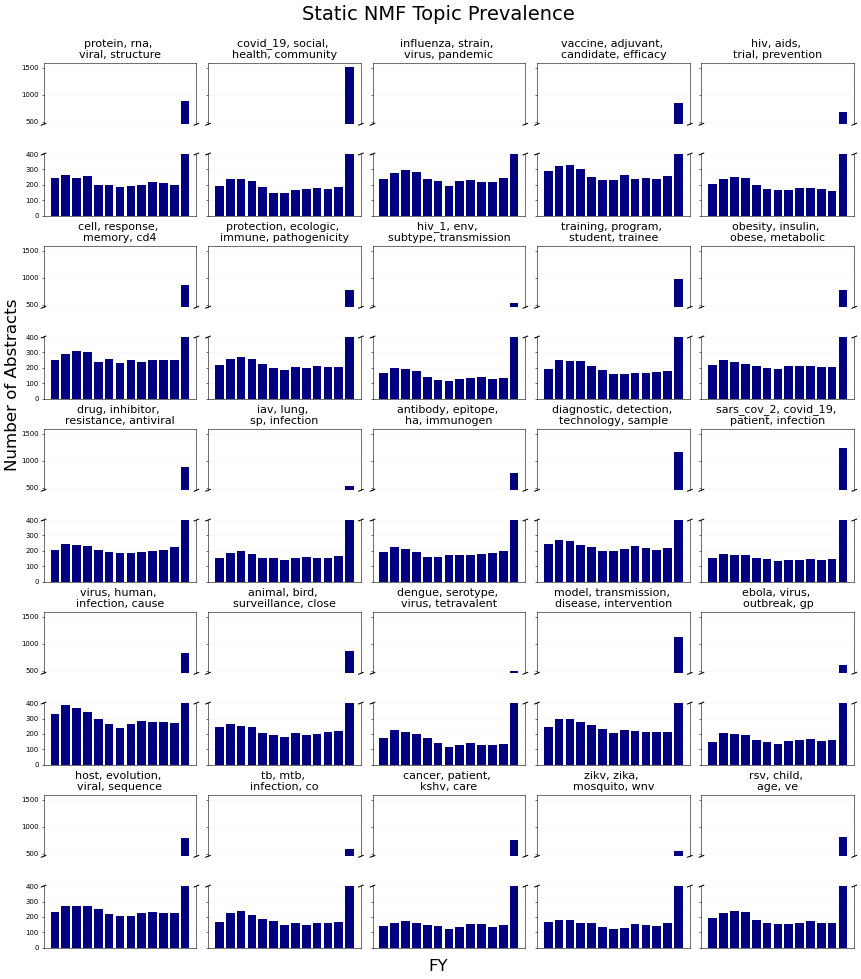 Static NMF Topic Prevalence
protein, rna,
viral, structure
covid_19, social,
health, community
influenza, strain,
virus, pandemic
vaccine, adjuvant,
candidate, efficacy
hiv, aids,
trial, prevention
1500
1000
500
400
300
200
100
0
cell, response,
memory, cd4
protection, ecologic,
immune, pathogenicity
hiv_1, env,
subtype, transmission
training, program,
student, trainee
obesity, insulin,
obese, metabolic
1500
1000
500
400
300
200
100
0
Number of Abstracts
drug, inhibitor,
resistance, antiviral
iav, lung,
sp, infection
antibody, epitope,
ha, immunogen
diagnostic, detection,
technology, sample
sars_cov_2, covid_19,
patient, infection
1500
1000
500
400
300
200
100
0
virus, human,
infection, cause
animal, bird,
surveillance, close
dengue, serotype,
virus, tetravalent
model, transmission,
disease, intervention
ebola, virus,
outbreak, gp
1500
1000
500
400
300
200
100
0
host, evolution,
viral, sequence
tb, mtb,
infection, co
cancer, patient,
kshv, care
zikv, zika,
mosquito, wnv
rsv, child,
age, ve
1500
1000
500
400
300
200
100
0
FY